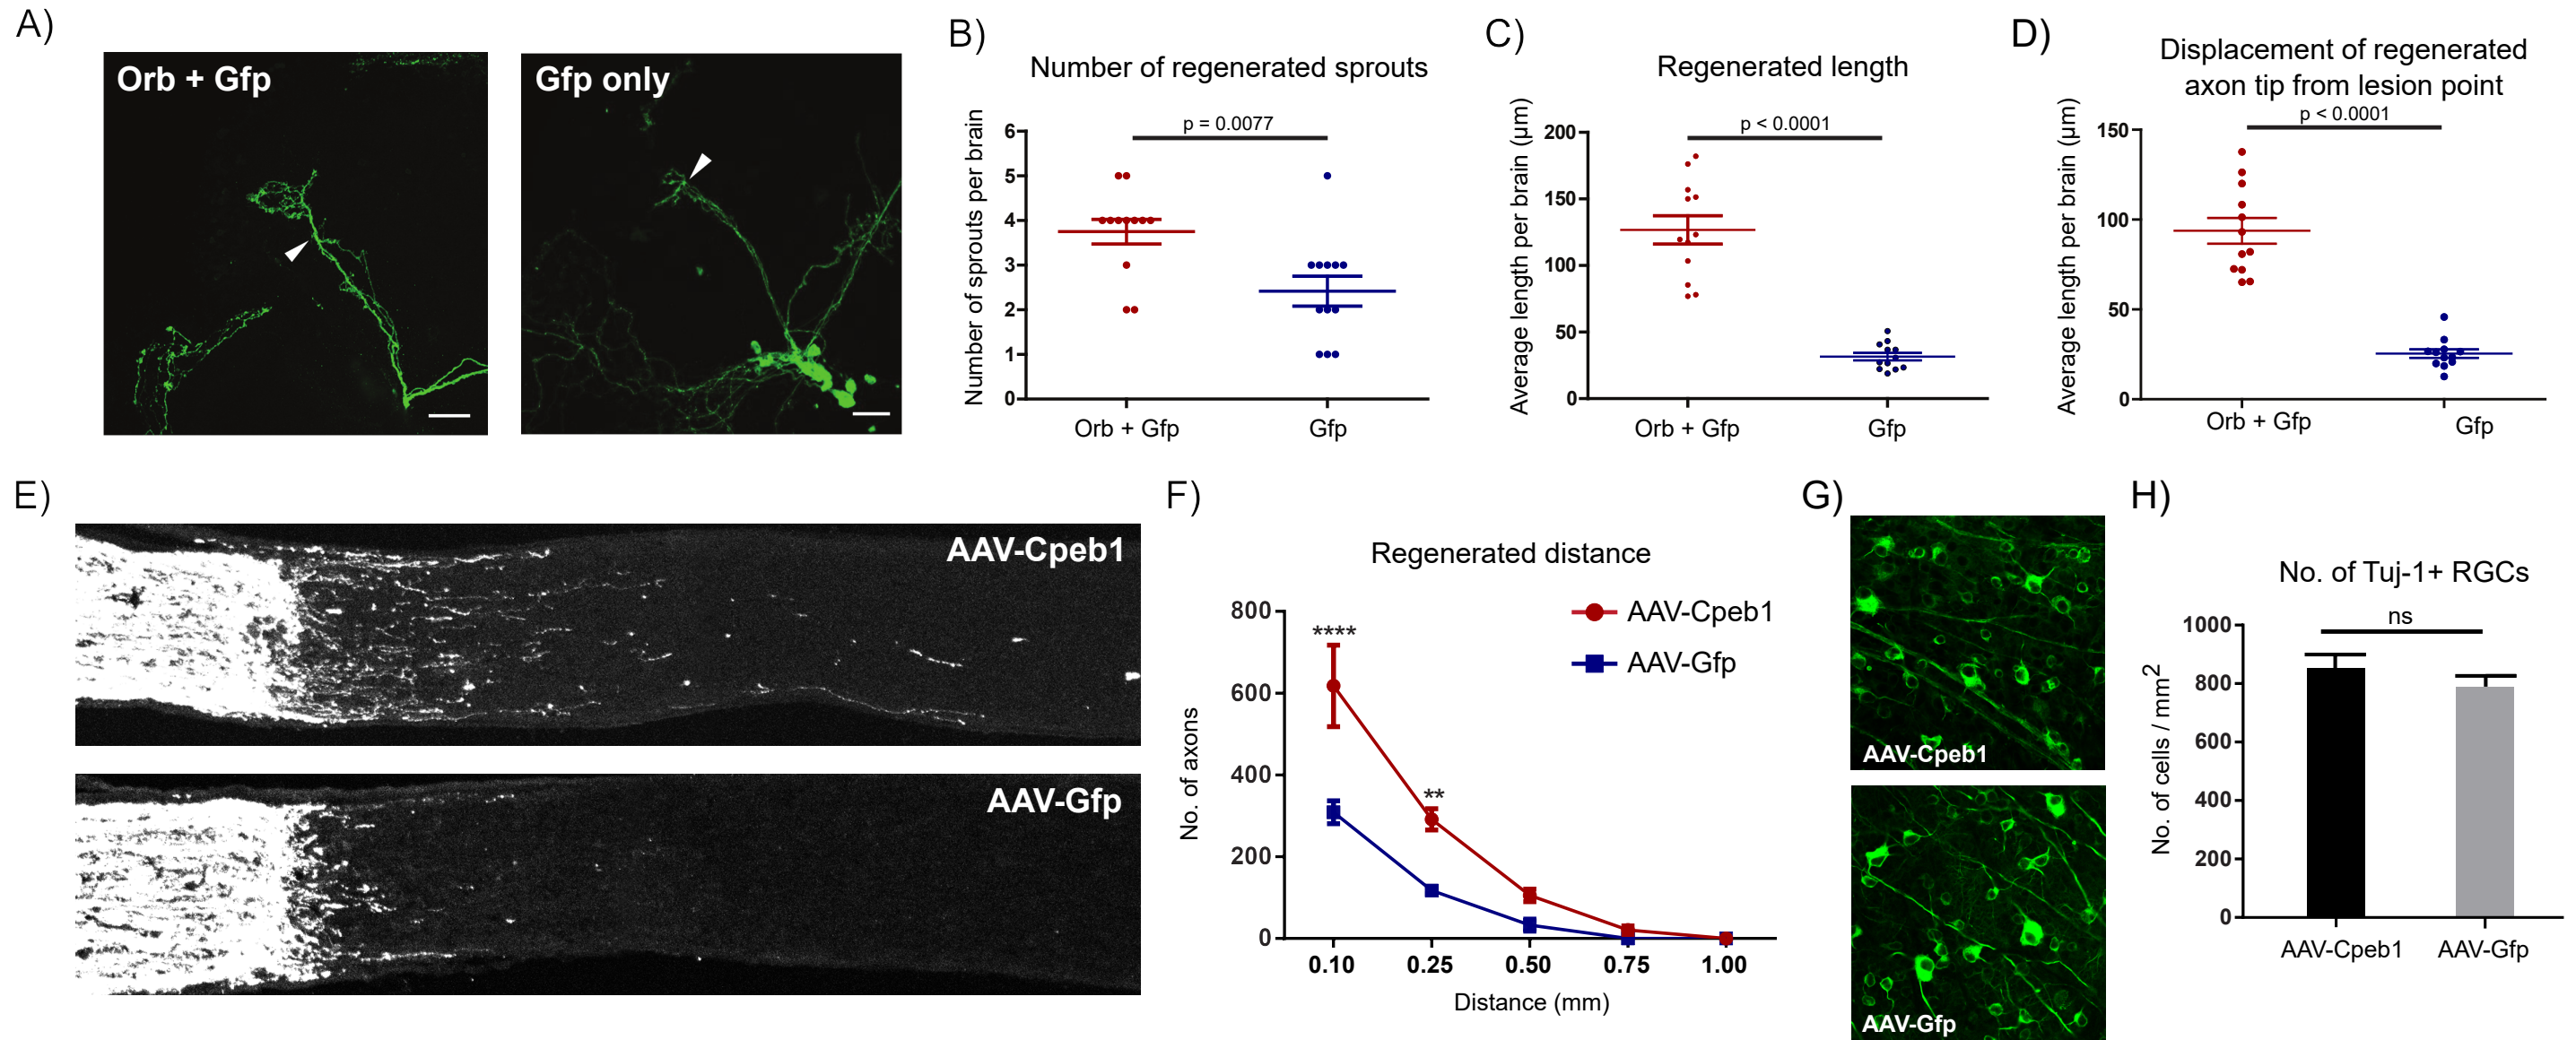 A)
Orb + Gfp
Gfp only
B)
Number of regenerated sprouts
p = 0.0077
Number of sprouts per brain
6
5
4
3
2
1
0
Orb + Gfp
Gfp
C)
Regenerated length
p < 0.0001
Average length per brain (μm)
200
150
100
50
0
Orb + Gfp
Gfp
D)
Displacement of regenerated
axon tip from lesion point
p < 0.0001
Average length per brain (μm)
150
100
50
0
Orb + Gfp
Gfp
E)
AAV-Cpeb1
AAV-Gfp
F)
Regenerated distance
AAV-Cpeb1
AAV-Gfp
****
**
No. of axons
800
600
400
200
0
0.10 0.25 0.50 0.75 1.00
Distance (mm)
G)
AAV-Cpeb1
AAV-Gfp
H)
No. of Tuj-1+ RGCs
ns
No. of cells / mm2
1000
800
600
400
200
0
AAV-Cpeb1 AAV-Gfp